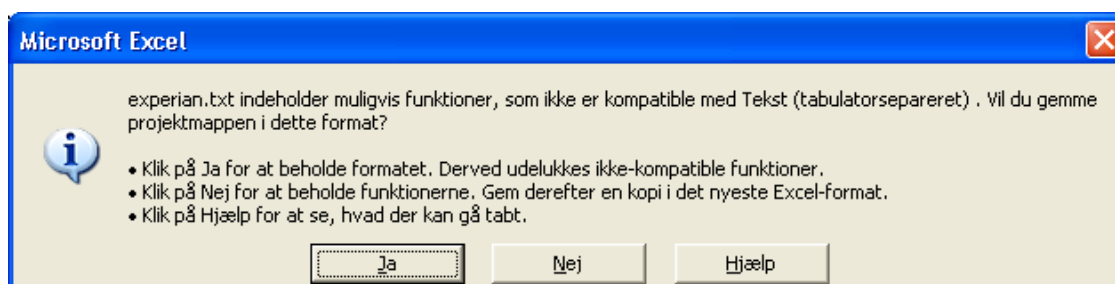 Microsoft Excel
experian.txt indeholder muligvis funktioner, som ikke er kompatible med Tekst (tabulatorsepareret) . Vil du gemme
projektmappen i dette format?
• Klik på Ja for at beholde formatet. Derved udelukkes ikke-kompatible funktioner.
• Klik på Nej for at beholde funktionerne. Gem derefter en kopi i det nyeste Excel-format.
• Klik på Hjælp for at se, hvad der kan gå tabt.
Ja Nej Hjælp